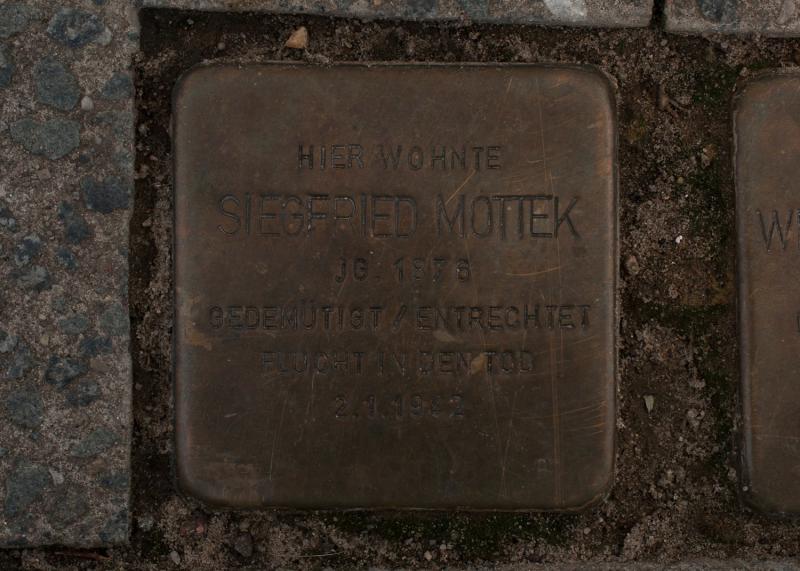 HIER WOHNTE
SIEGFRIED MOTTEK
JG. 1876
GEDEMÜTIGT / ENTRECHTET
FLUCHT IN DEN TOD
2.1.1942